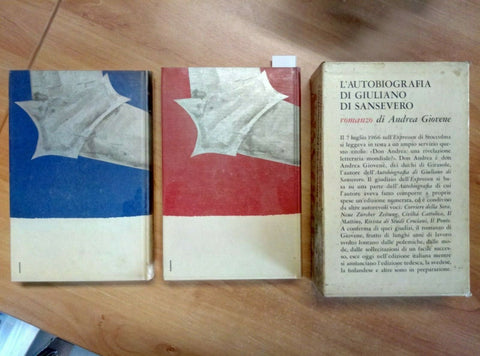 L'AUTOBIOGRAFIA
DI GIULIANO
DI SANSEVERO
romanzo di Andrea Giovene
Il 7 luglio 1966 sull'Expressen di Stoccolma
si leggeva in testa a un ampio servizio que-
sto titolo: «Don Andrea: una rivelazione
letteraria mondiale?». Don Andrea è don
Andrea Giovene, dei duchi di Girasole,
l'autore dell'Autobiografia di Giuliano di
Sansevero. Il giudizio dell'Expressen si ba-
sa su una parte dell'Autobiografia di cui
l'autore aveva fatto comporre a proprie
spese un'edizione numerata, ed è condiviso
da altre autorevoli voci: Corriere della Sera,
Neue Zürcher Zeitung, Civiltà Cattolica, Il
Mattino, Rivista di Studi Crociani, Il Ponte.
A conferma di quei giudizi, il romanzo di
Giovene, frutto di lunghi anni di lavoro
svolto lontano dalle polemiche, dalle mo-
de, dalle sollecitazioni di un facile succes-
so, esce oggi nell'edizione italiana mentre
si annunciano l'edizione tedesca, la svedese,
la finlandese e altre sono in preparazione.